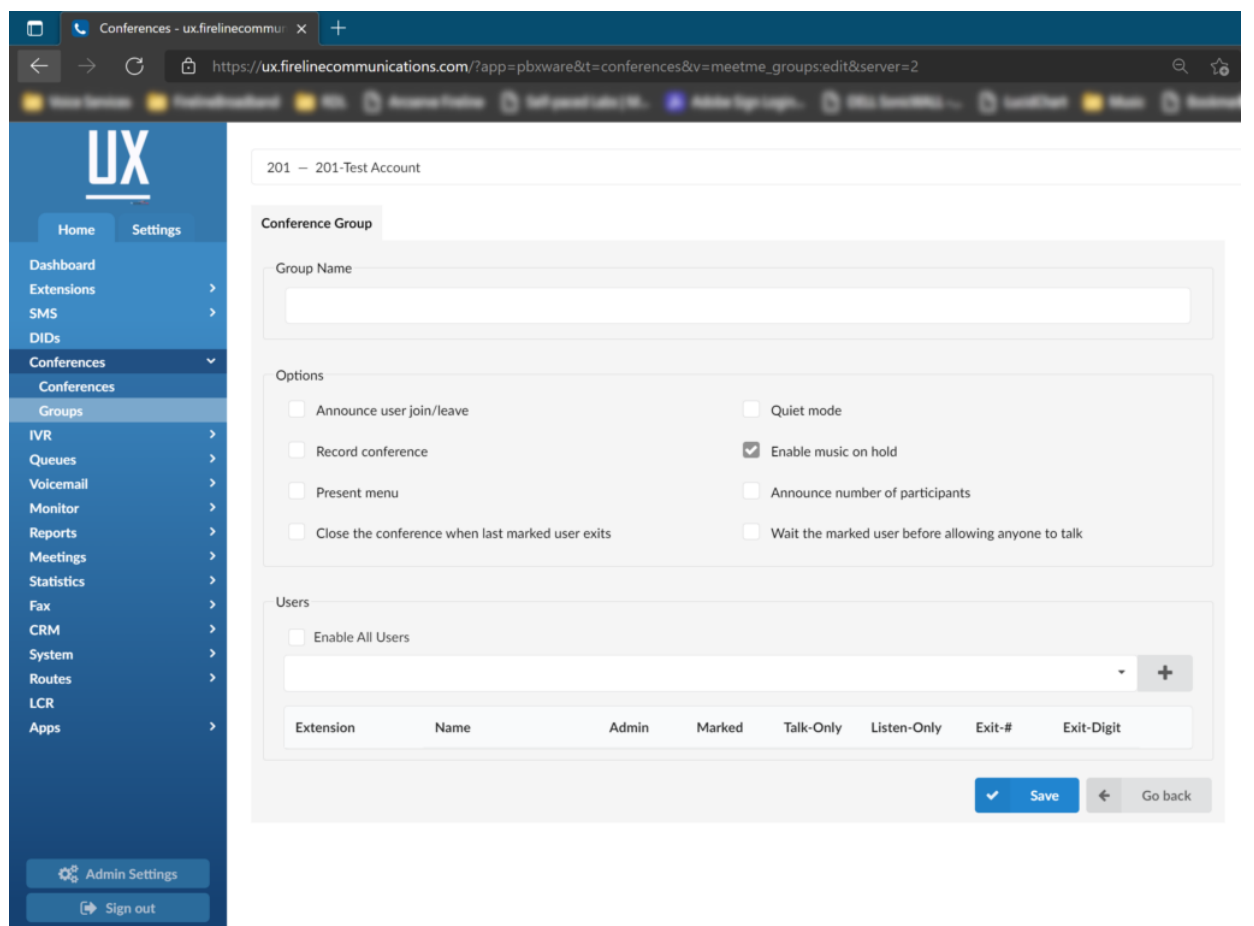 Conferences - ux.firelinecommun
https://ux.firelinecommunications.com/?app=pbxware&t=conferences&v=meetme_groups:edit&server=2
UX
Home Settings
Dashboard
Extensions
SMS
DIDs
Conferences
Conferences
Groups
IVR
Queues
Voicemail
Monitor
Reports
Meetings
Statistics
Fax
CRM
System
Routes
LCR
Apps
Admin Settings
Sign out
201 — 201-Test Account
Conference Group
Group Name
Options
Announce user join/leave Quiet mode
Record conference Enable music on hold
Present menu Announce number of participants
Close the conference when last marked user exits Wait the marked user before allowing anyone to talk
Users
Enable All Users
Extension Name Admin Marked Talk-Only Listen-Only Exit-# Exit-Digit
Save Go back